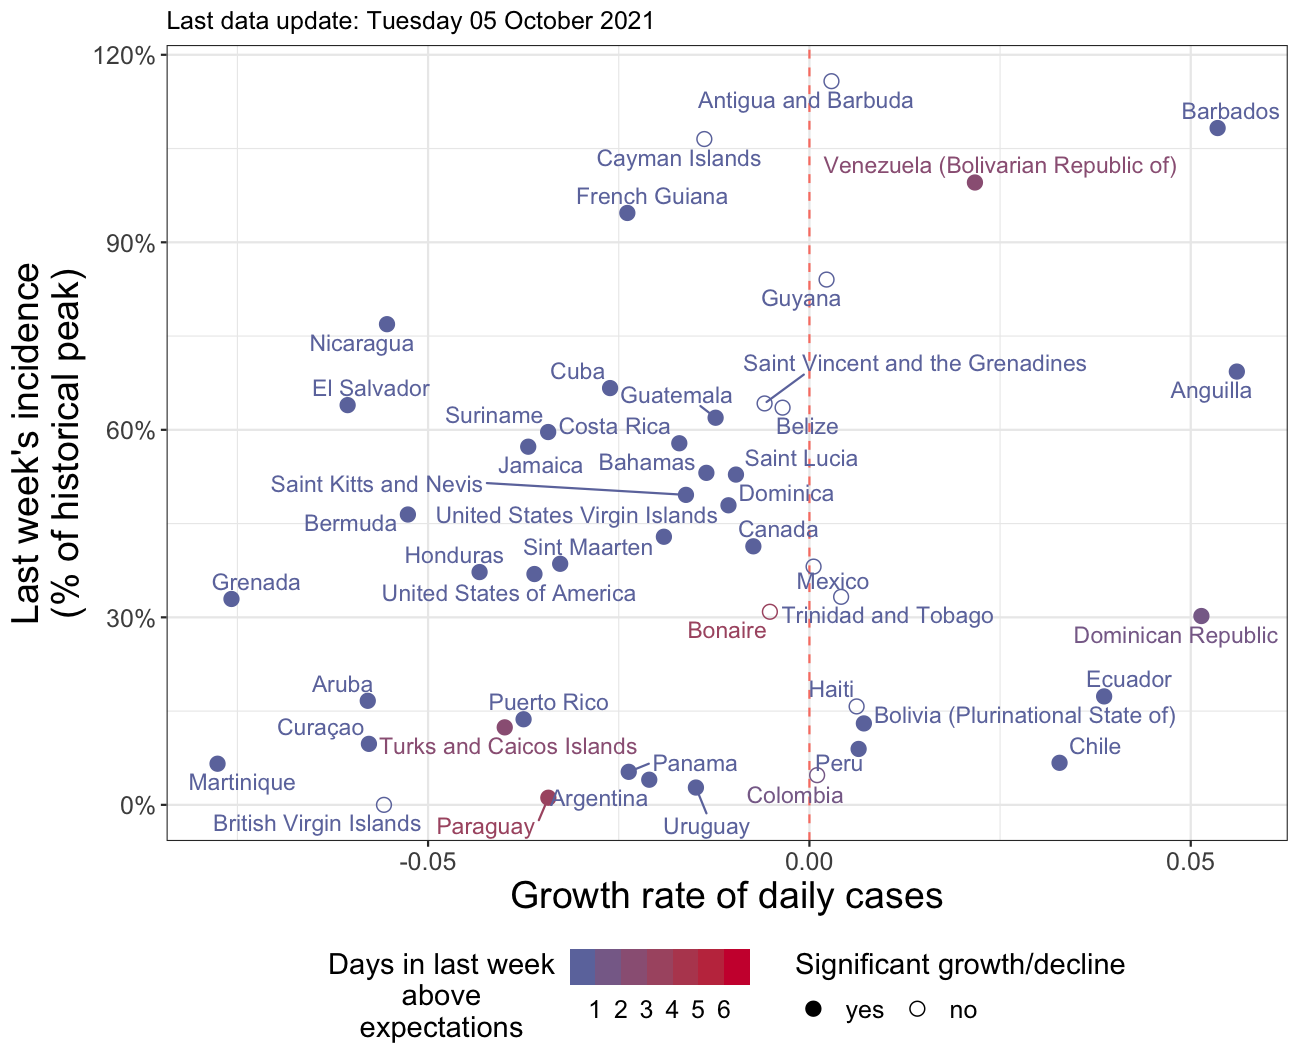 Last data update: Tuesday 05 October 2021
120%
90%
60%
30%
0%
Last week's incidence
(% of historical peak)
Antigua and Barbuda
Barbados
Cayman Islands
Venezuela (Bolivarian Republic of)
French Guiana
Guyana
Nicaragua
Saint Vincent and the Grenadines
Cuba
El Salvador
Guatemala
Anguilla
Suriname
Costa Rica
Belize
Jamaica
Bahamas
Saint Lucia
Saint Kitts and Nevis
Dominica
Bermuda
United States Virgin Islands
Canada
Honduras
Sint Maarten
Grenada
United States of America
Mexico
Trinidad and Tobago
Bonaire
Dominican Republic
Aruba
Puerto Rico
Haiti
Ecuador
Curaçao
Bolivia (Plurinational State of)
Turks and Caicos Islands
Chile
Martinique
Panama
Peru
Argentina
Colombia
British Virgin Islands
Paraguay
Uruguay
-0.05
0.00
0.05
Growth rate of daily cases
Days in last week
above
expectations
1 2 3 4 5 6
Significant growth/decline
yes
no